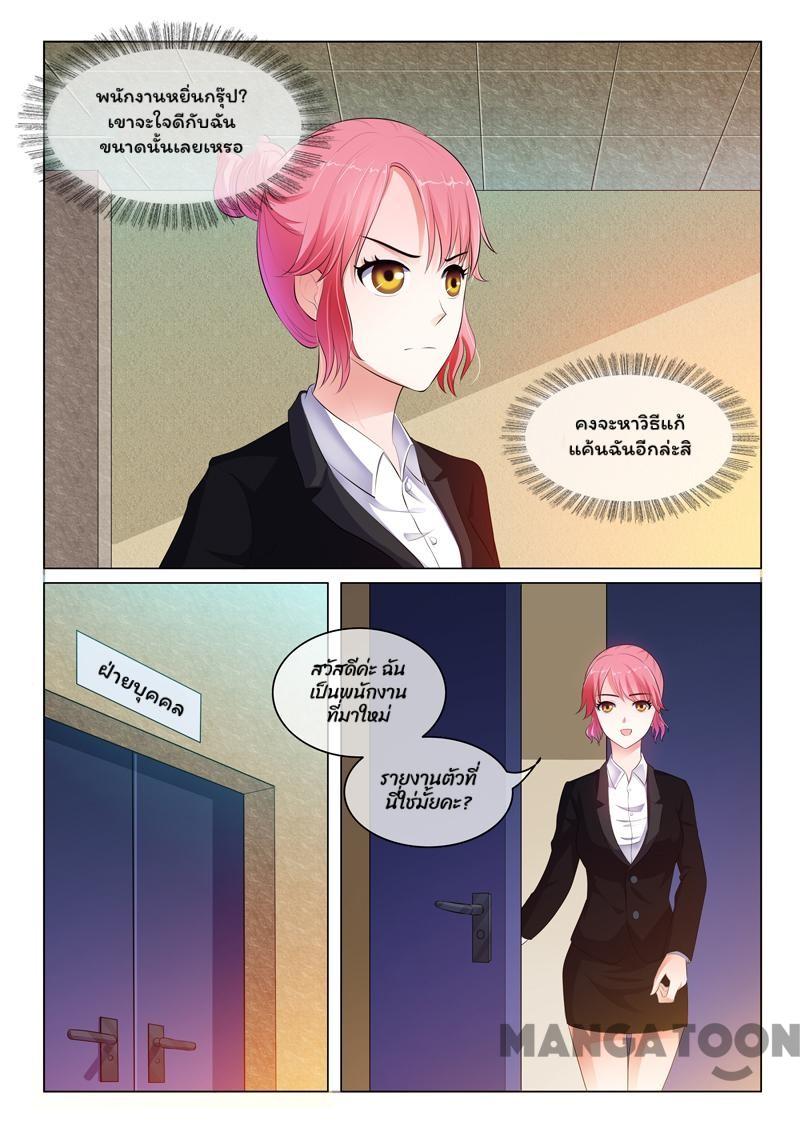 พนักงานหยิ่นกรุ๊ป?
เขาจะใจดีกับฉัน
ขนาดนั้นเลยเหรอ
คงจะหาวิธีแก้
แค้นฉันอีกล่ะสิ
ฝ่ายบุคคล
สวัสดีค่ะ ฉัน
เป็นพนักงาน
ที่มาใหม่
รายงานตัวที่
นี่ใช่มั้ยคะ?
MANGATOON